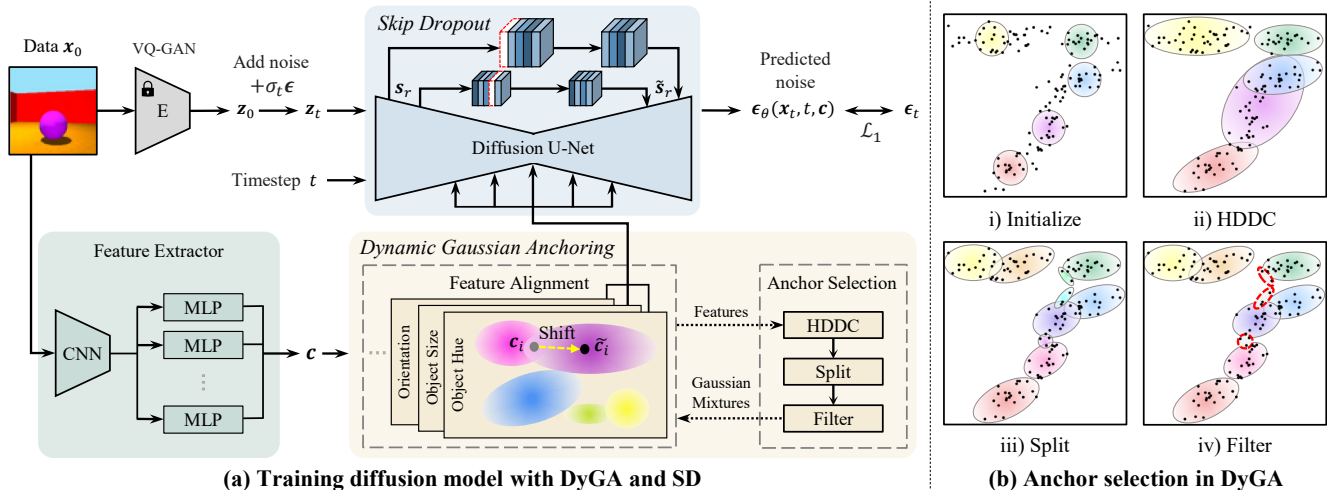 Data x₀
VQ-GAN
E
Add noise
+σₜϵ
z₀
zₜ
Timestep t
Skip Dropout
sᵣ
s̃ᵣ
Diffusion U-Net
Predicted
noise
ϵ_θ(xₜ, t, c)
ϵₜ
ℒ₁
Feature Extractor
CNN
MLP
MLP
⋮
MLP
c
Dynamic Gaussian Anchoring
Feature Alignment
...
Orientation
Object Size
Object Hue
cᵢ
Shift
c̃ᵢ
Features
Gaussian
Mixtures
Anchor Selection
HDDC
Split
Filter
(a) Training diffusion model with DyGA and SD
i) Initialize
ii) HDDC
iii) Split
iv) Filter
(b) Anchor selection in DyGA